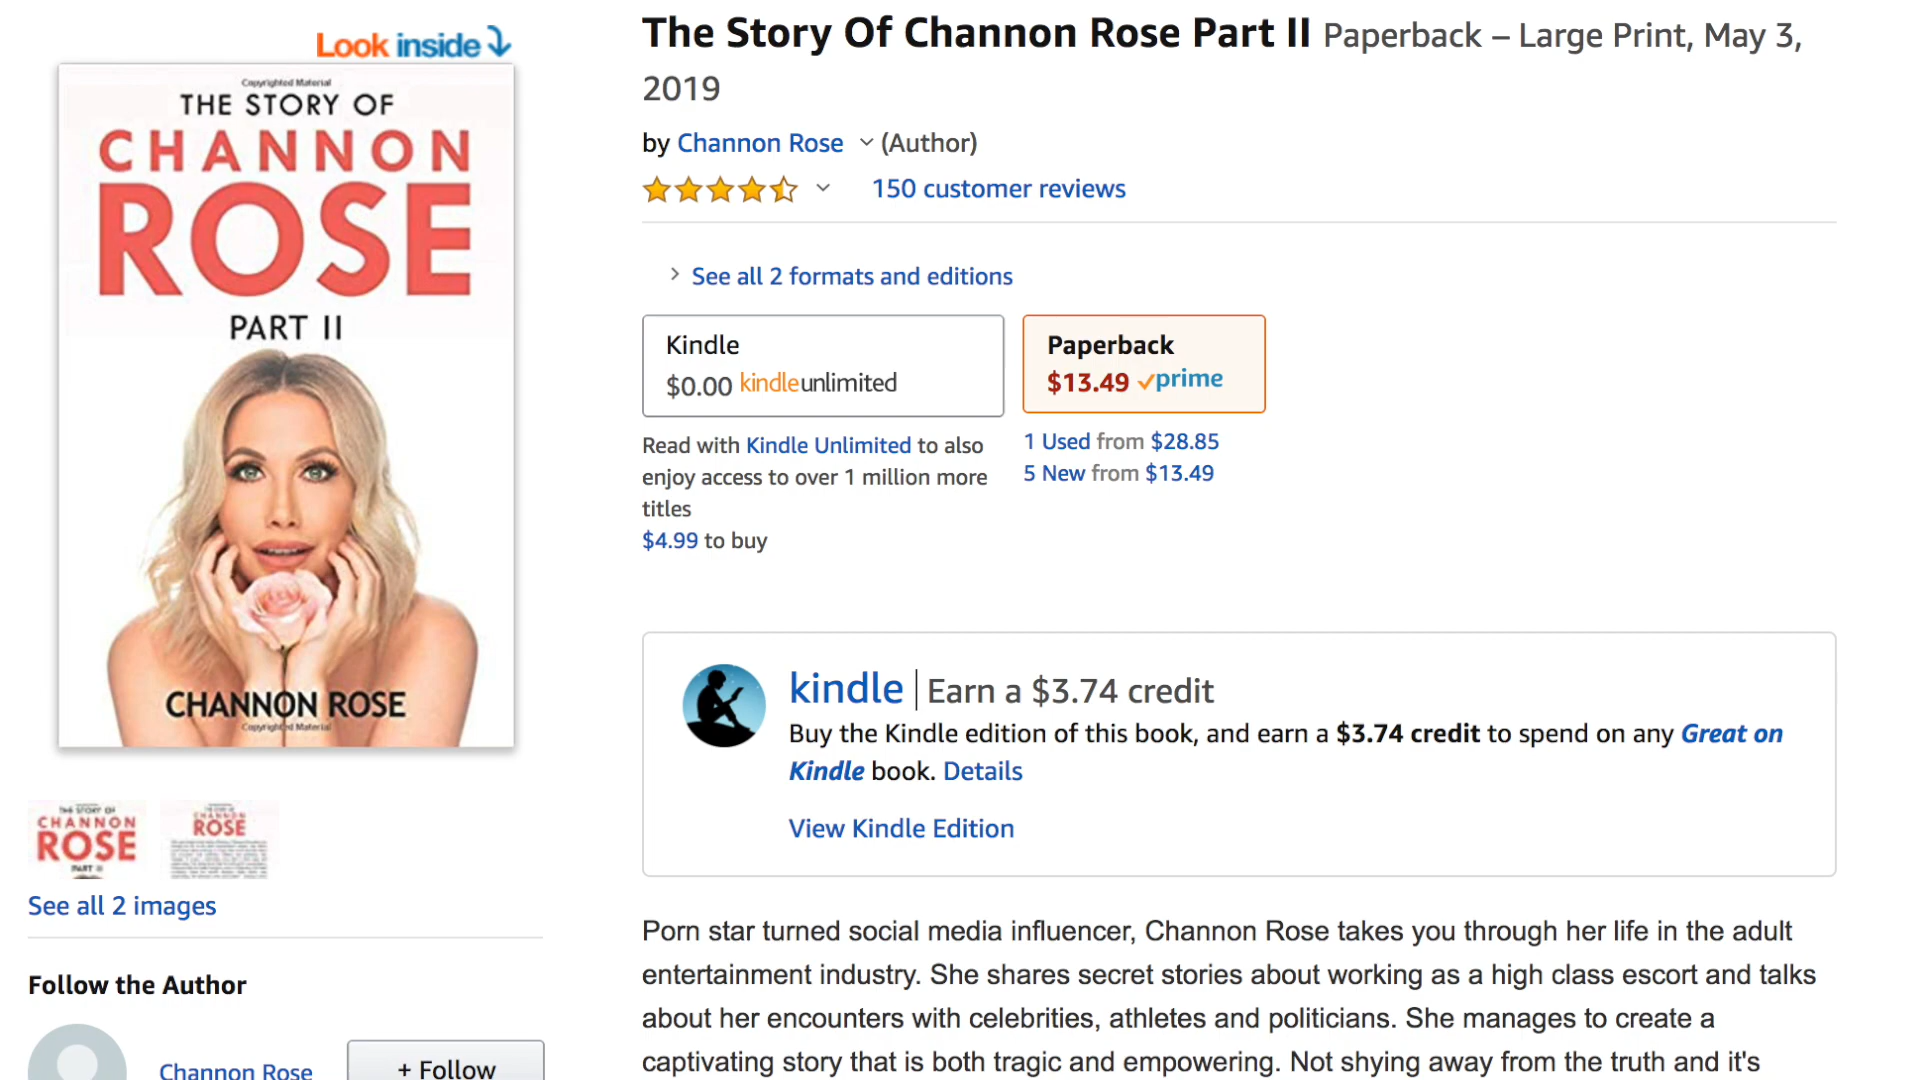 Look inside
Copyrighted Material
THE STORY OF
CHANNON
ROSE
PART II
CHANNON ROSE
Copyrighted Material
THE STORY OF
CHANNON
ROSE
PART II
CHANNON
ROSE
See all 2 images
Follow the Author
Channon Rose
+ Follow
The Story Of Channon Rose Part II Paperback – Large Print, May 3,
2019
by Channon Rose (Author)
150 customer reviews
See all 2 formats and editions
Kindle
$0.00 kindleunlimited
Read with Kindle Unlimited to also
enjoy access to over 1 million more
titles
$4.99 to buy
Paperback
$13.49 prime
1 Used from $28.85
5 New from $13.49
kindle | Earn a $3.74 credit
Buy the Kindle edition of this book, and earn a $3.74 credit to spend on any Great on
Kindle book. Details
View Kindle Edition
Porn star turned social media influencer, Channon Rose takes you through her life in the adult
entertainment industry. She shares secret stories about working as a high class escort and talks
about her encounters with celebrities, athletes and politicians. She manages to create a
captivating story that is both tragic and empowering. Not shying away from the truth and it's